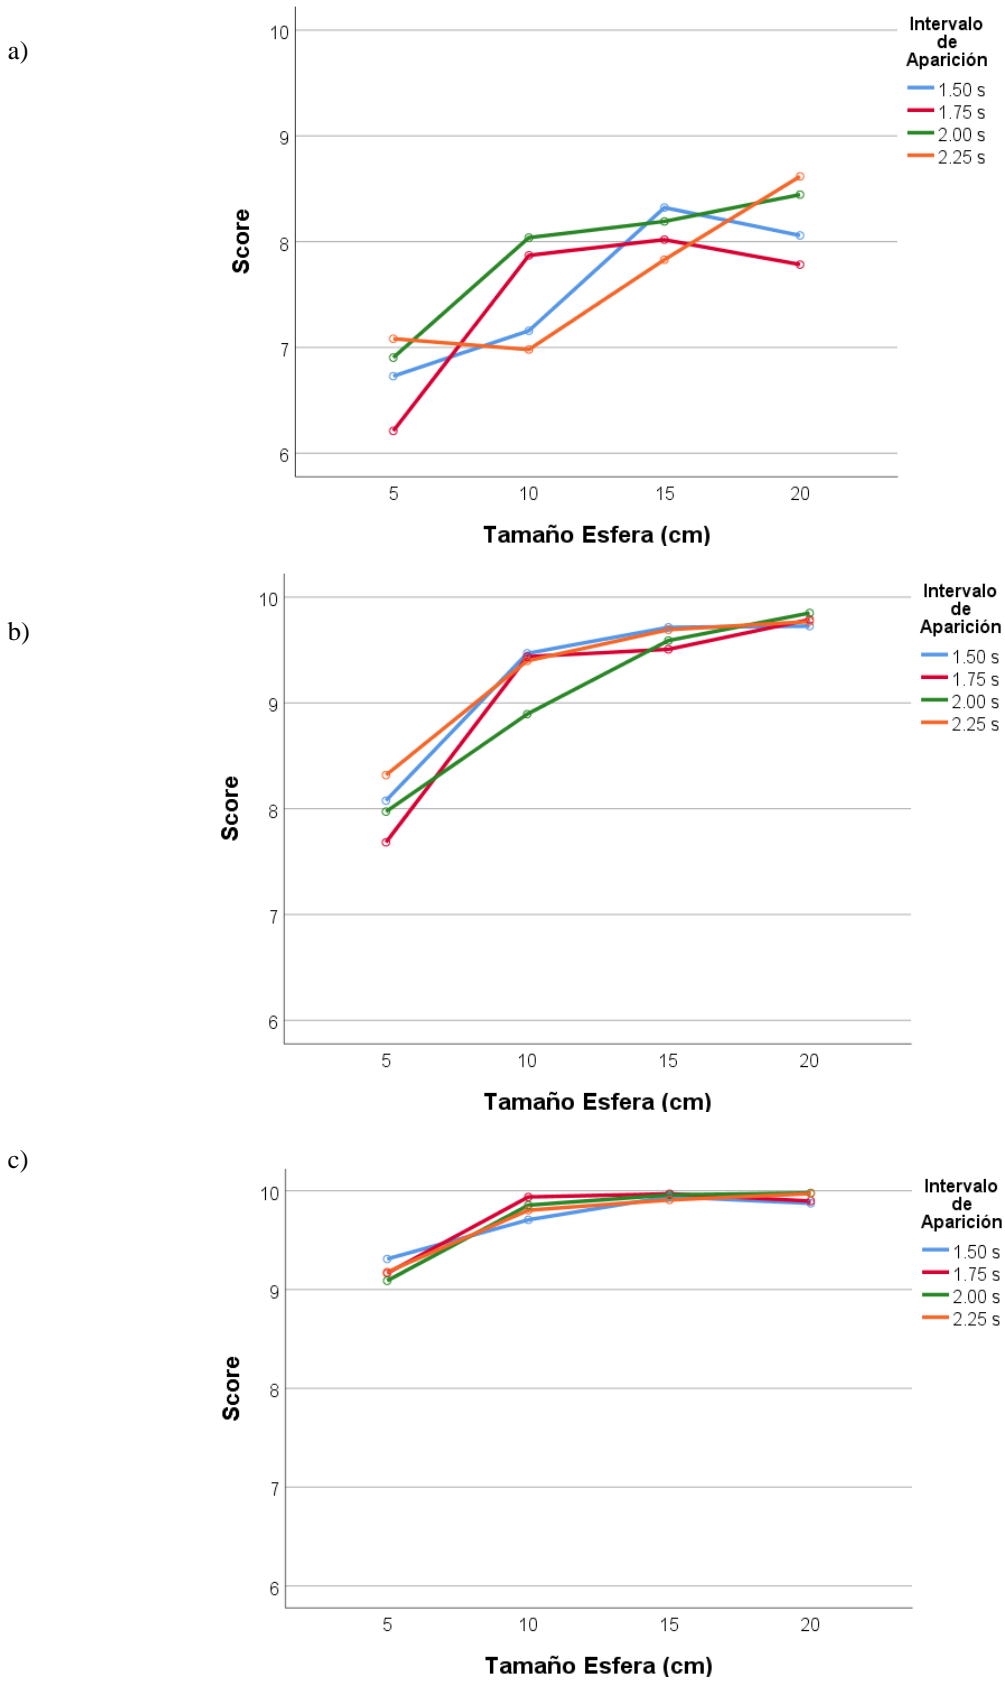 a)
10
9
8
7
6
Score
5 10 15 20
Tamaño Esfera (cm)
Intervalo
de
Aparición
1.50 s
1.75 s
2.00 s
2.25 s
b)
10
9
8
7
6
Score
5 10 15 20
Tamaño Esfera (cm)
Intervalo
de
Aparición
1.50 s
1.75 s
2.00 s
2.25 s
c)
10
9
8
7
6
Score
5 10 15 20
Tamaño Esfera (cm)
Intervalo
de
Aparición
1.50 s
1.75 s
2.00 s
2.25 s